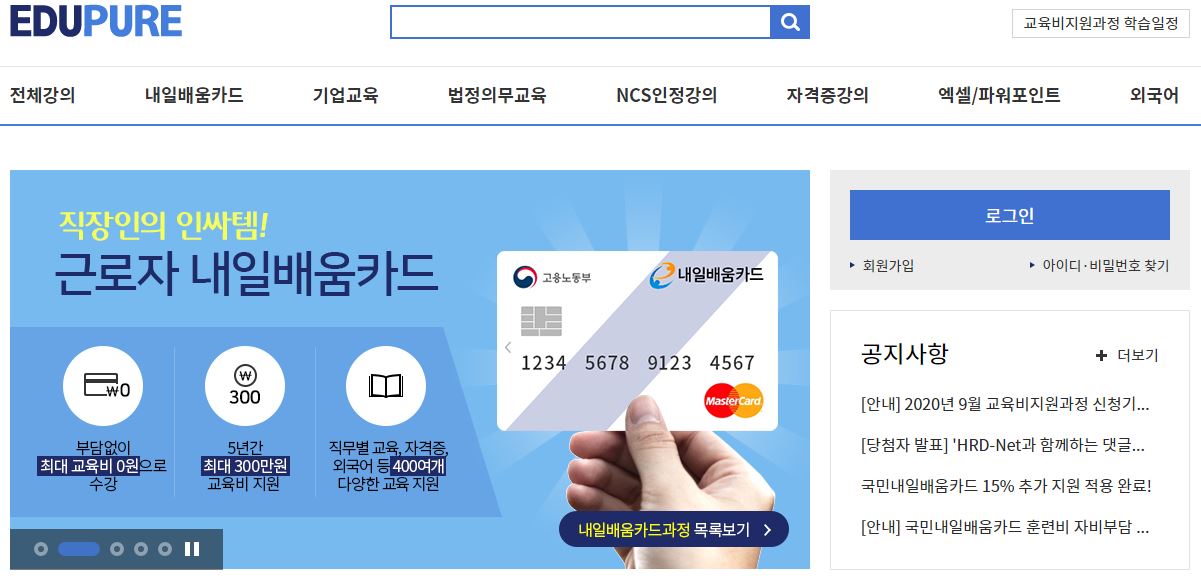 EDUPURE
교육비지원과정 학습일정
전체강의 내일배움카드 기업교육 법정의무교육 NCS인정강의 자격증강의 엑셀/파워포인트 외국어
직장인의 인싸템!
근로자 내일배움카드
₩0
부담없이
최대 교육비 0원으로
수강
₩
300
5년간
최대 300만원
교육비 지원
직무별 교육, 자격증,
외국어 등 400여개
다양한 교육 지원
고용노동부
내일배움카드
1234 5678 9123 4567
MasterCard
내일배움카드과정 목록보기
로그인
회원가입
아이디·비밀번호 찾기
공지사항
더보기
[안내] 2020년 9월 교육비지원과정 신청기...
[당첨자 발표] 'HRD-Net과 함께하는 댓글...
국민내일배움카드 15% 추가 지원 적용 완료!
[안내] 국민내일배움카드 훈련비 자비부담 ...